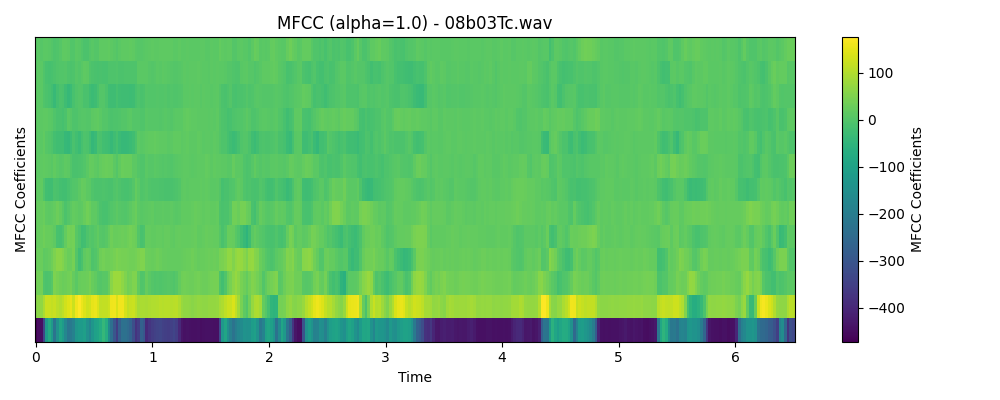 MFCC (alpha=1.0) - 08b03Tc.wav
MFCC Coefficients
0 1 2 3 4 5 6
Time
100
0
−100
−200
−300
−400
MFCC Coefficients